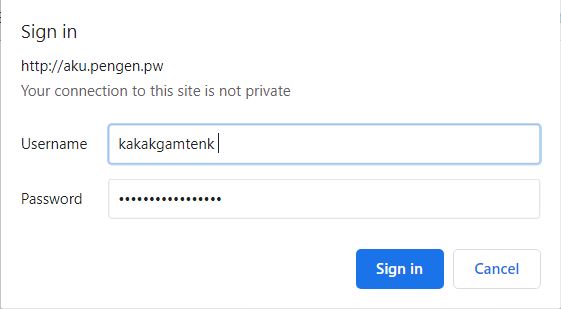 Sign in
http://aku.pengen.pw
Your connection to this site is not private
Username kakakgamtenk
Password •••••••••••••••••
Sign in Cancel